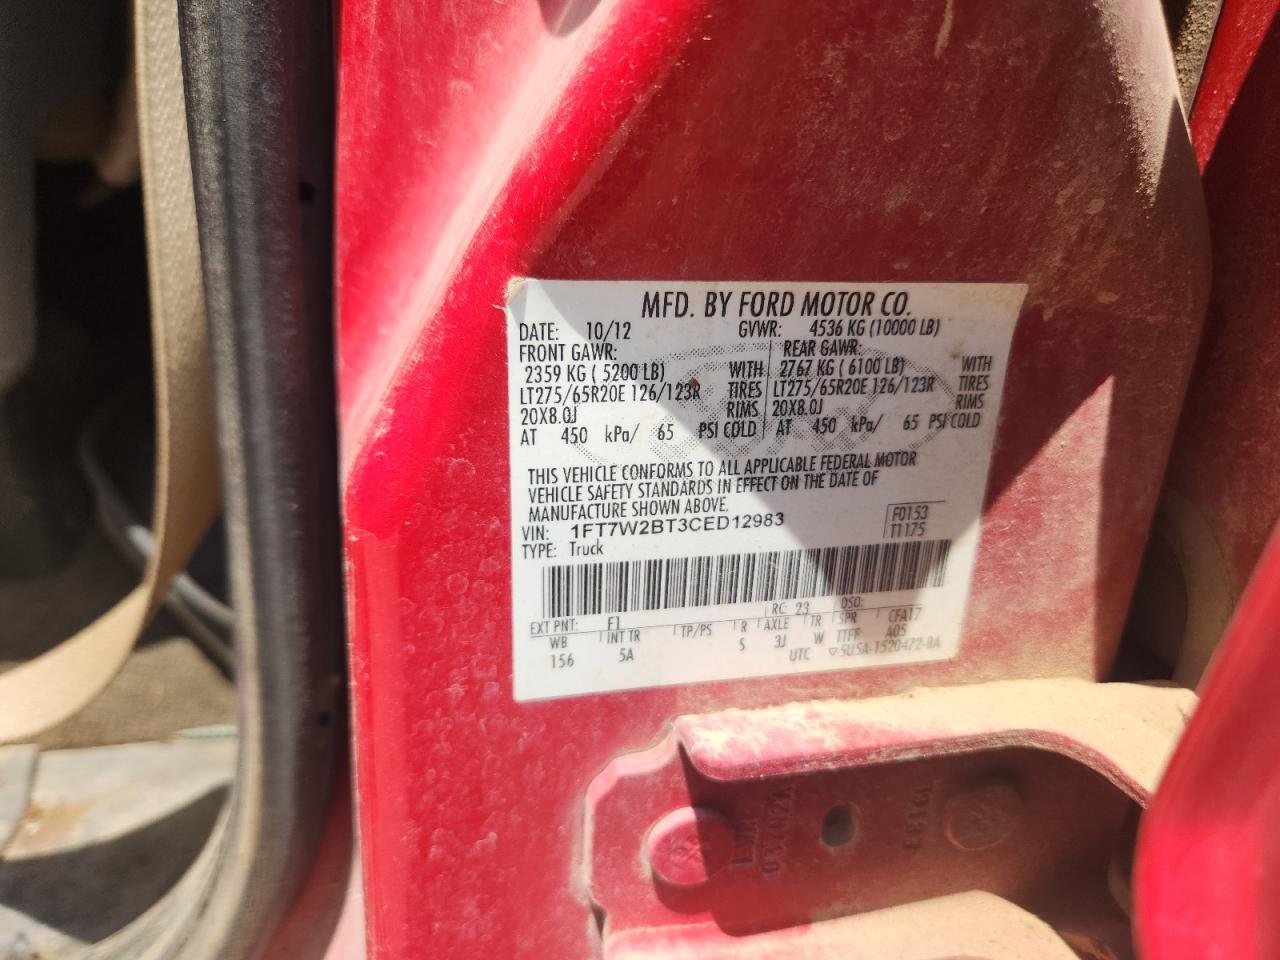 MFD. BY FORD MOTOR CO.
DATE: 10/12 GVWR: 4536 KG (10000 LB)
FRONT GAWR: REAR GAWR:
2359 KG ( 5200 LB) WITH 2767 KG ( 6100 LB) WITH
LT275/65R20E 126/123R TIRES LT275/65R20E 126/123R TIRES
20X8.0J RIMS 20X8.0J RIMS
AT 450 kPa/ 65 PSI COLD AT 450 kPa/ 65 PSI COLD
THIS VEHICLE CONFORMS TO ALL APPLICABLE FEDERAL MOTOR
VEHICLE SAFETY STANDARDS IN EFFECT ON THE DATE OF
MANUFACTURE SHOWN ABOVE.
VIN: 1FT7W2BT3CED12983 F0153
TYPE: Truck T1175
EXT PNT: F1 RC: 23 DSO:
WB INT TR TP/PS R AXLE TR SPR CFA17
156 5A S 3J W TTFF A05
UTC 5U5A-1520472-BA